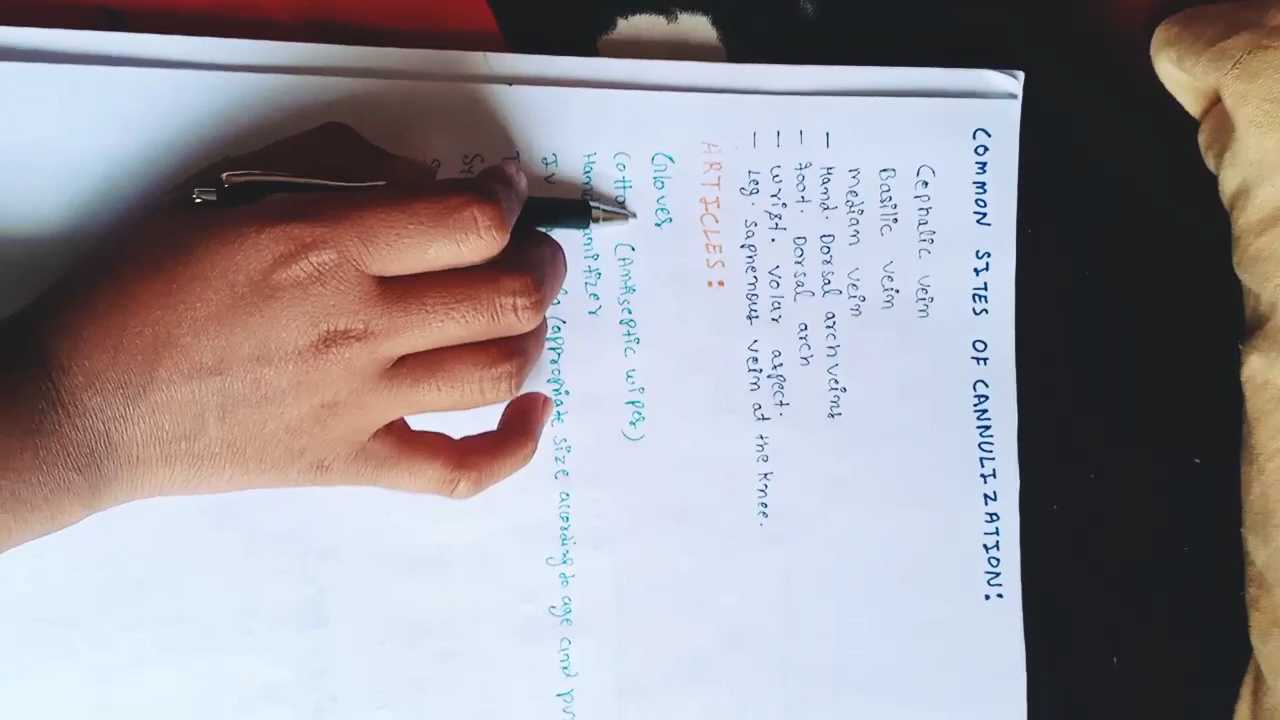 COMMON SITES OF CANNULIZATION:
Cephalic vein
Basilic vein
Median vein
- Hand. Dorsal arch veins
- foot. Dorsal arch
- wrist. volar aspect.
- Leg. saphenous vein at the knee.
ARTICLES:
Gloves
(Antiseptic wipes)
IV (appropriate size according to age and